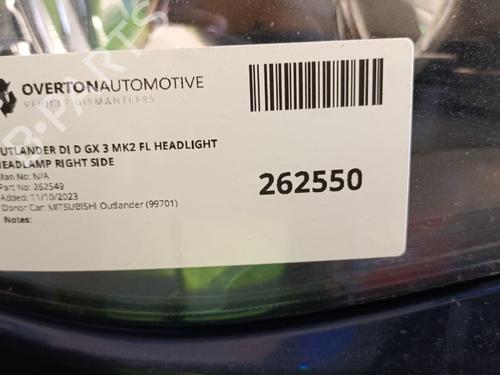 OVERTONAUTOMOTIVE
VEHICLE DISMANTLERS
UTLANDER DI D GX 3 MK2 FL HEADLIGHT
HEADLAMP RIGHT SIDE
Man No: N/A
Part No: 262549
Added: 11/10/2023
Donor Car: MITSUBISHI Outlander (99701)
Notes:
262550